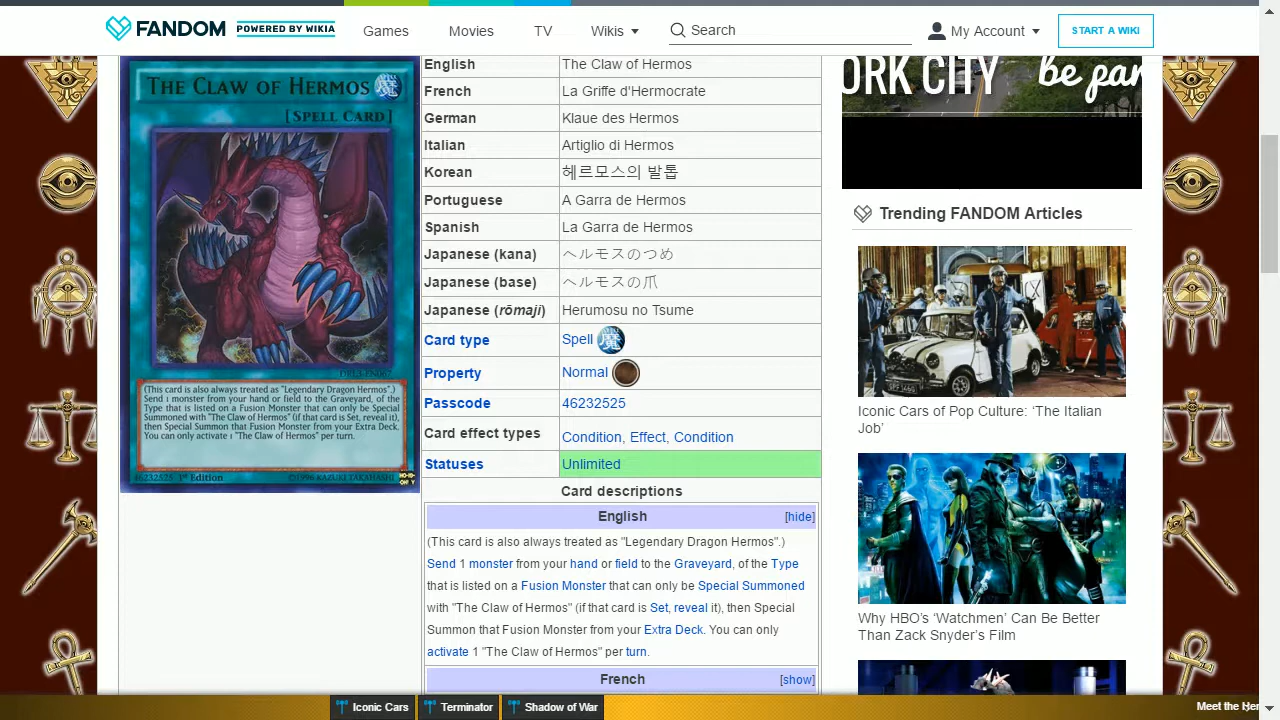 FANDOM POWERED BY WIKIA Games Movies TV Wikis Search My Account START A WIKI
THE CLAW OF HERMOS 魔
[SPELL CARD]
DRL3-EN067
(This card is also always treated as "Legendary Dragon Hermos".)
Send 1 monster from your hand or field to the Graveyard, of the
Type that is listed on a Fusion Monster that can only be Special
Summoned with "The Claw of Hermos" (if that card is Set, reveal it),
then Special Summon that Fusion Monster from your Extra Deck.
You can only activate 1 "The Claw of Hermos" per turn.
46232525 1st Edition ©1996 KAZUKI TAKAHASHI
English The Claw of Hermos
French La Griffe d'Hermocrate
German Klaue des Hermos
Italian Artiglio di Hermos
Korean 헤르모스의 발톱
Portuguese A Garra de Hermos
Spanish La Garra de Hermos
Japanese (kana) ヘルモスのつめ
Japanese (base) ヘルモスの爪
Japanese (rōmaji) Herumosu no Tsume
Card type Spell 魔
Property Normal
Passcode 46232525
Card effect types Condition, Effect, Condition
Statuses Unlimited
Card descriptions
English [hide]
(This card is also always treated as "Legendary Dragon Hermos".)
Send 1 monster from your hand or field to the Graveyard, of the Type
that is listed on a Fusion Monster that can only be Special Summoned
with "The Claw of Hermos" (if that card is Set, reveal it), then Special
Summon that Fusion Monster from your Extra Deck. You can only
activate 1 "The Claw of Hermos" per turn.
French [show]
ORK CITY be par
Trending FANDOM Articles
Iconic Cars of Pop Culture: ‘The Italian
Job’
Why HBO’s ‘Watchmen’ Can Be Better
Than Zack Snyder’s Film
Iconic Cars Terminator Shadow of War Meet the Her